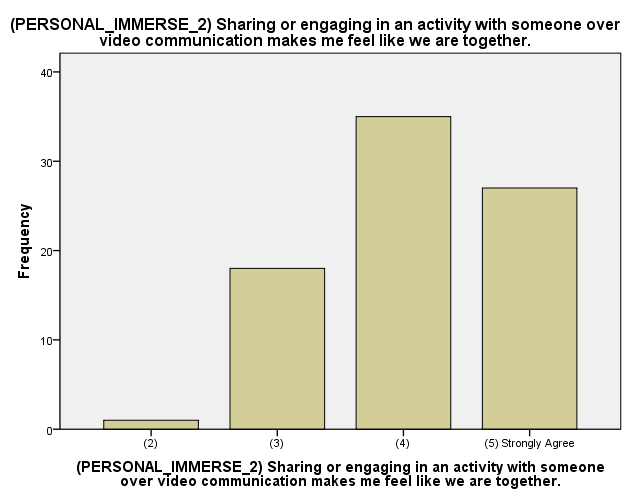 (PERSONAL_IMMERSE_2) Sharing or engaging in an activity with someone over
video communication makes me feel like we are together.
40
30
20
10
0
Frequency
(2)
(3)
(4)
(5) Strongly Agree
(PERSONAL_IMMERSE_2) Sharing or engaging in an activity with someone
over video communication makes me feel like we are together.